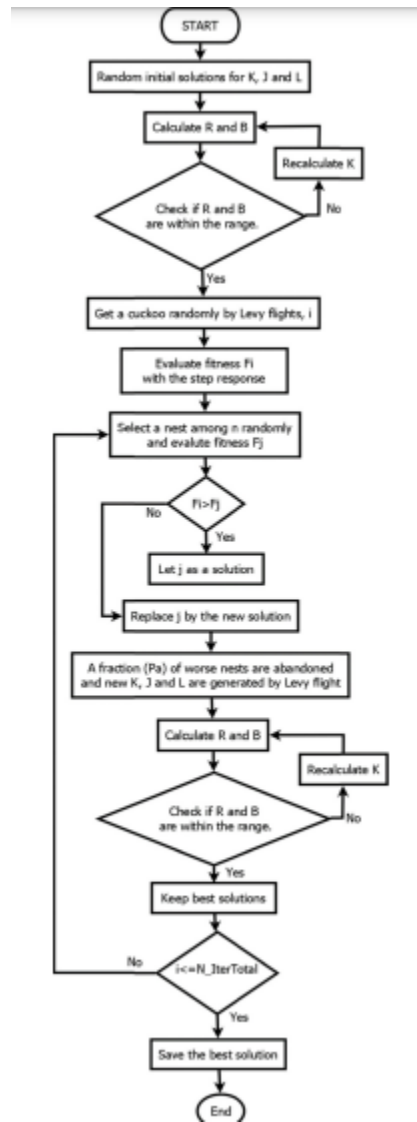 START
Random initial solutions for K, J and L
Calculate R and B
Recalculate K
Check if R and B
are within the range.
No
Yes
Get a cuckoo randomly by Levy flights, i
Evaluate fitness Fi
with the step response
Select a nest among n randomly
and evalute fitness Fj
Fi>Fj
No
Yes
Let j as a solution
Replace j by the new solution
A fraction (Pa) of worse nests are abandoned
and new K, J and L are generated by Levy flight
Calculate R and B
Recalculate K
Check if R and B
are within the range.
No
Yes
Keep best solutions
No
i<=N_IterTotal
Yes
Save the best solution
End